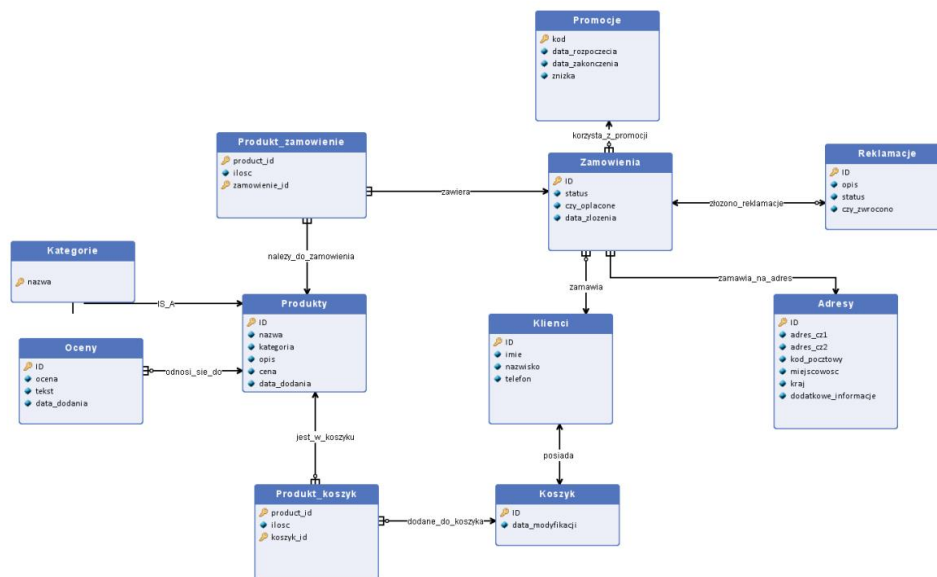 Promocje
kod
data_rozpoczecia
data_zakonczenia
znizka
korzysta_z_promocji
Produkt_zamowienie
product_id
ilosc
zamowienie_id
zawiera
Zamowienia
ID
status
czy_oplacone
data_zlozenia
złozono_reklamacje
Reklamacje
ID
opis
status
czy_zwrocono
nalezy_do_zamowienia
zamawia
zamawia_na_adres
Kategorie
nazwa
IS_A
Produkty
ID
nazwa
kategoria
opis
cena
data_dodania
Klienci
ID
imie
nazwisko
telefon
Adresy
ID
adres_cz1
adres_cz2
kod_pocztowy
miejscowosc
kraj
dodatkowe_informacje
Oceny
ID
ocena
tekst
data_dodania
odnosi_sie_do
jest_w_koszyku
posiada
Produkt_koszyk
product_id
ilosc
koszyk_id
dodane_do_koszyka
Koszyk
ID
data_modyfikacji